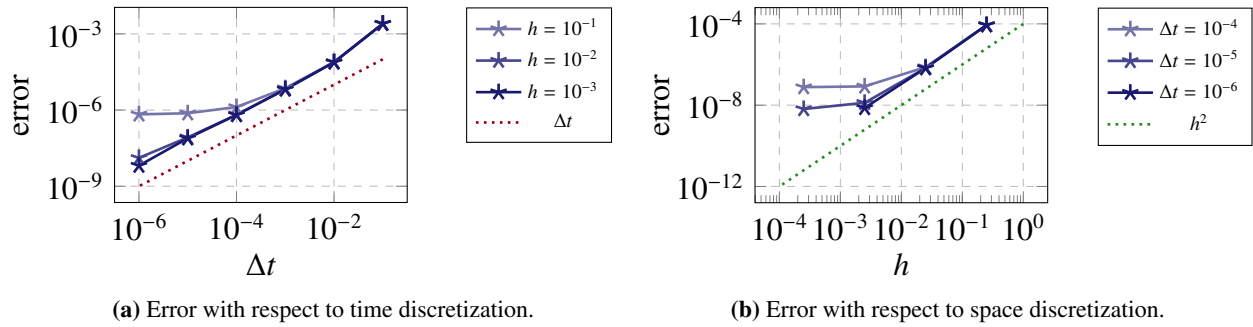 10⁻³
10⁻⁶
10⁻⁹
error
10⁻⁶
10⁻⁴
10⁻²
Δt
h = 10⁻¹
h = 10⁻²
h = 10⁻³
Δt
(a) Error with respect to time discretization.
10⁻⁴
10⁻⁸
10⁻¹²
error
10⁻⁴
10⁻³
10⁻²
10⁻¹
10⁰
h
Δt = 10⁻⁴
Δt = 10⁻⁵
Δt = 10⁻⁶
h²
(b) Error with respect to space discretization.